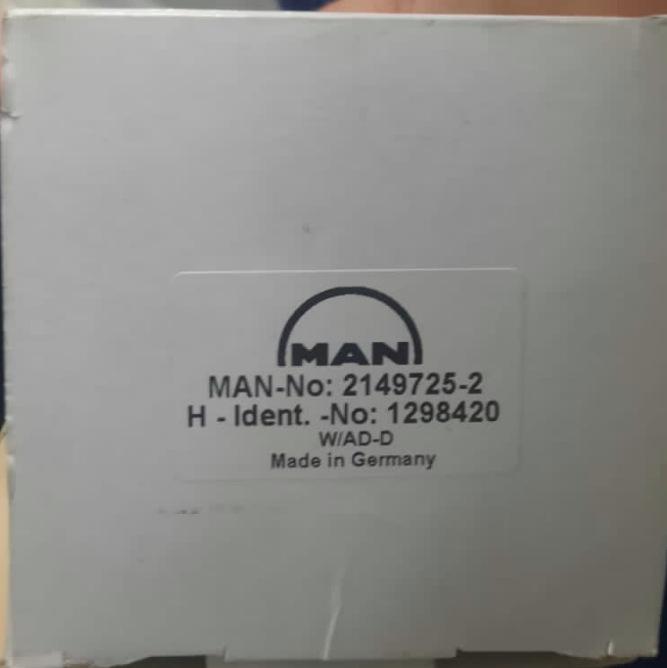 MAN
MAN-No: 2149725-2
H - Ident. -No: 1298420
W/AD-D
Made in Germany